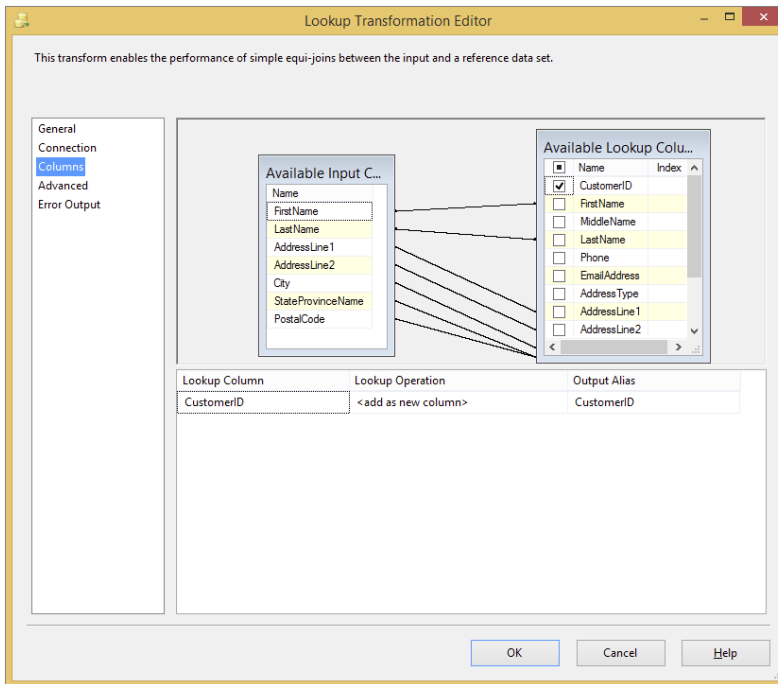 Lookup Transformation Editor
This transform enables the performance of simple equi-joins between the input and a reference data set.
General
Connection
Columns
Advanced
Error Output
Available Input C...
Name
FirstName
LastName
AddressLine1
AddressLine2
City
StateProvinceName
PostalCode
Available Lookup Colu...
Name Index
CustomerID
FirstName
MiddleName
LastName
Phone
EmailAddress
AddressType
AddressLine1
AddressLine2
Lookup Column Lookup Operation Output Alias
CustomerID <add as new column> CustomerID
OK Cancel Help